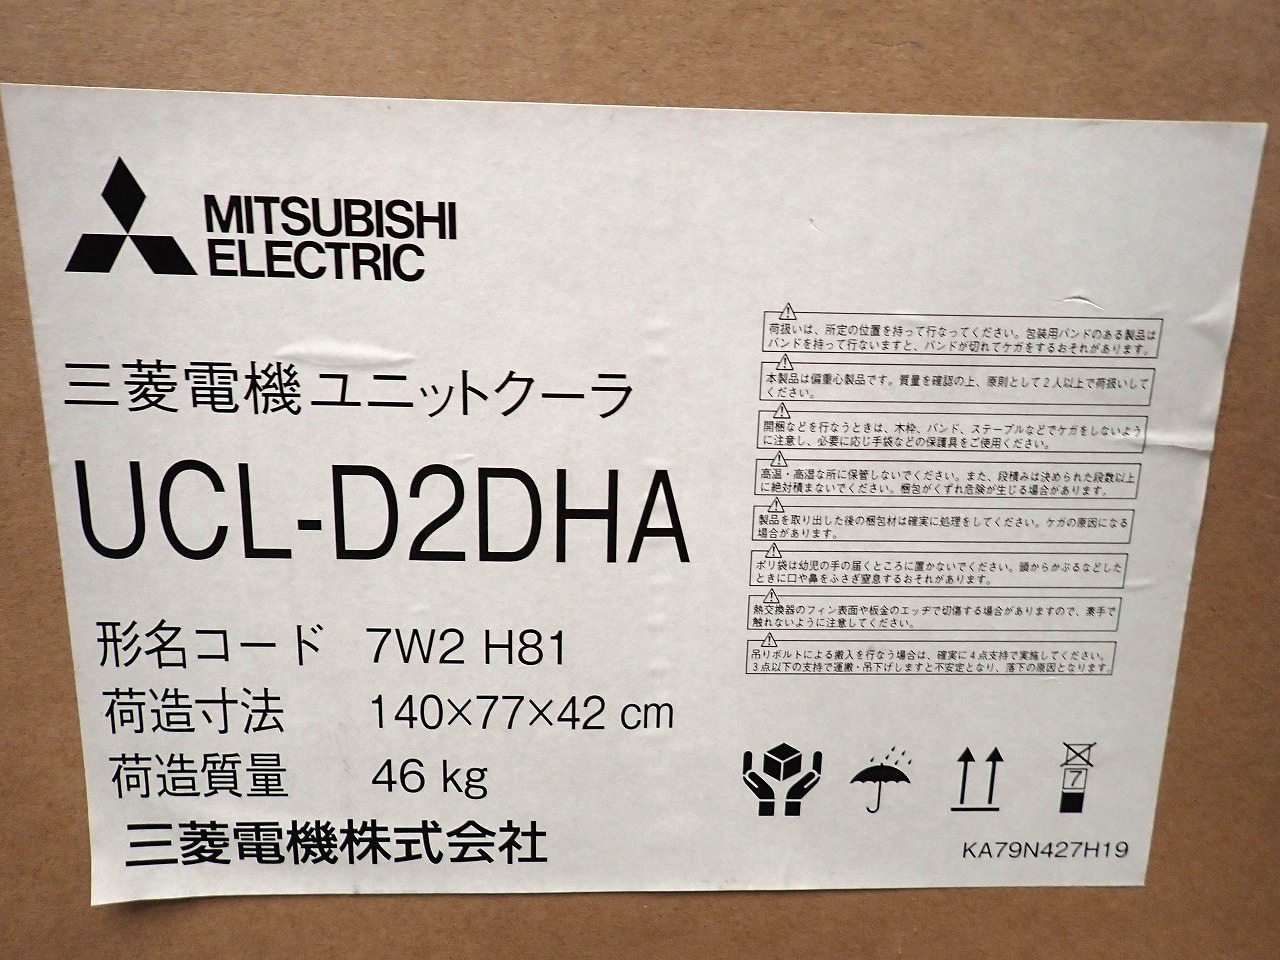 MITSUBISHI
ELECTRIC
三菱電機ユニットクーラ
UCL-D2DHA
形名コード 7W2 H81
荷造寸法 140×77×42 cm
荷造質量 46 kg
三菱電機株式会社
荷扱いは、所定の位置を持って行なってください。包装用バンドのある製品は
バンドを持って行ないますと、バンドが切れてケガをするおそれがあります。
本製品は偏重心製品です。質量を確認の上、原則として2人以上で荷扱いして
ください。
開梱などを行なうときは、木枠、バンド、ステープルなどでケガをしないよう
に注意し、必要に応じ手袋などの保護具をご使用ください。
高温・高湿な所に保管しないでください。また、段積みは決められた段数以上
に絶対積まないでください。梱包がくずれ危険が生じる場合があります。
製品を取り出した後の梱包材は確実に処理をしてください。ケガの原因になる
場合があります。
ポリ袋は幼児の手の届くところに置かないでください。頭からかぶるなどした
ときに口や鼻をふさぎ窒息するおそれがあります。
熱交換器のフィン表面や板金のエッヂで切傷する場合がありますので、素手で
触れないように注意してください。
吊りボルトによる搬入を行なう場合は、確実に4点支持で実施してください。
3点以下の支持で運搬・吊下げしますと不安定となり、落下の原因となります。
7
KA79N427H19